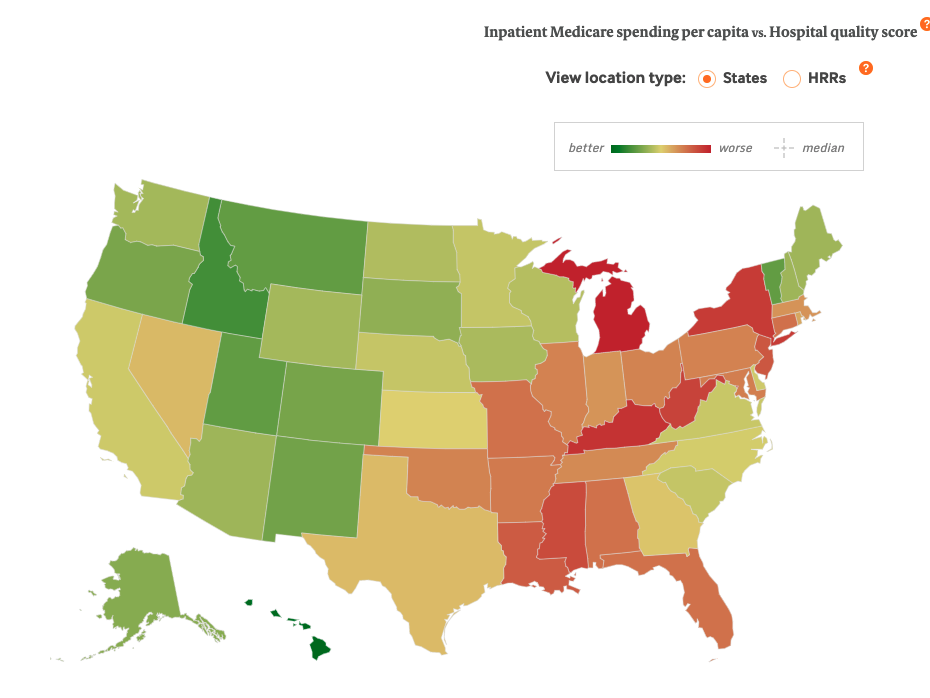 Inpatient Medicare spending per capita vs. Hospital quality score ?
View location type: States HRRs ?
better worse median